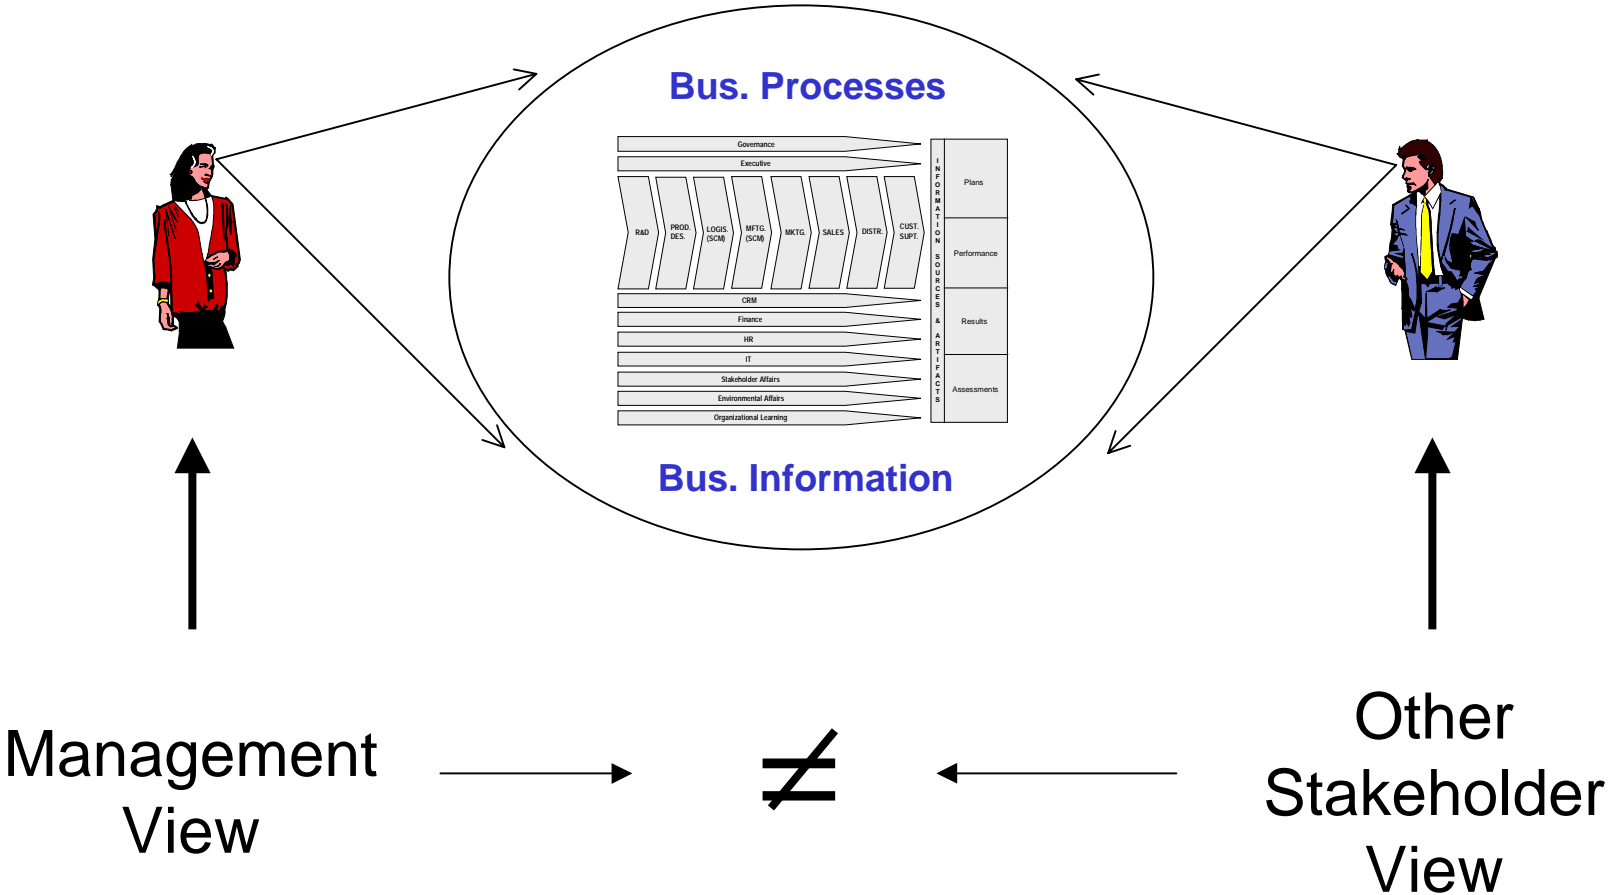 Bus. Processes
Governance
Executive
R&D
PROD.
DES.
LOGIS.
(SCM)
MFTG.
(SCM)
MKTG.
SALES
DISTR.
CUST.
SUPT.
CRM
Finance
HR
IT
Stakeholder Affairs
Environmental Affairs
Organizational Learning
INFORMATION SOURCES & ARTIFACTS
Plans
Performance
Results
Assessments
Bus. Information
Management
View
≠
Other
Stakeholder
View